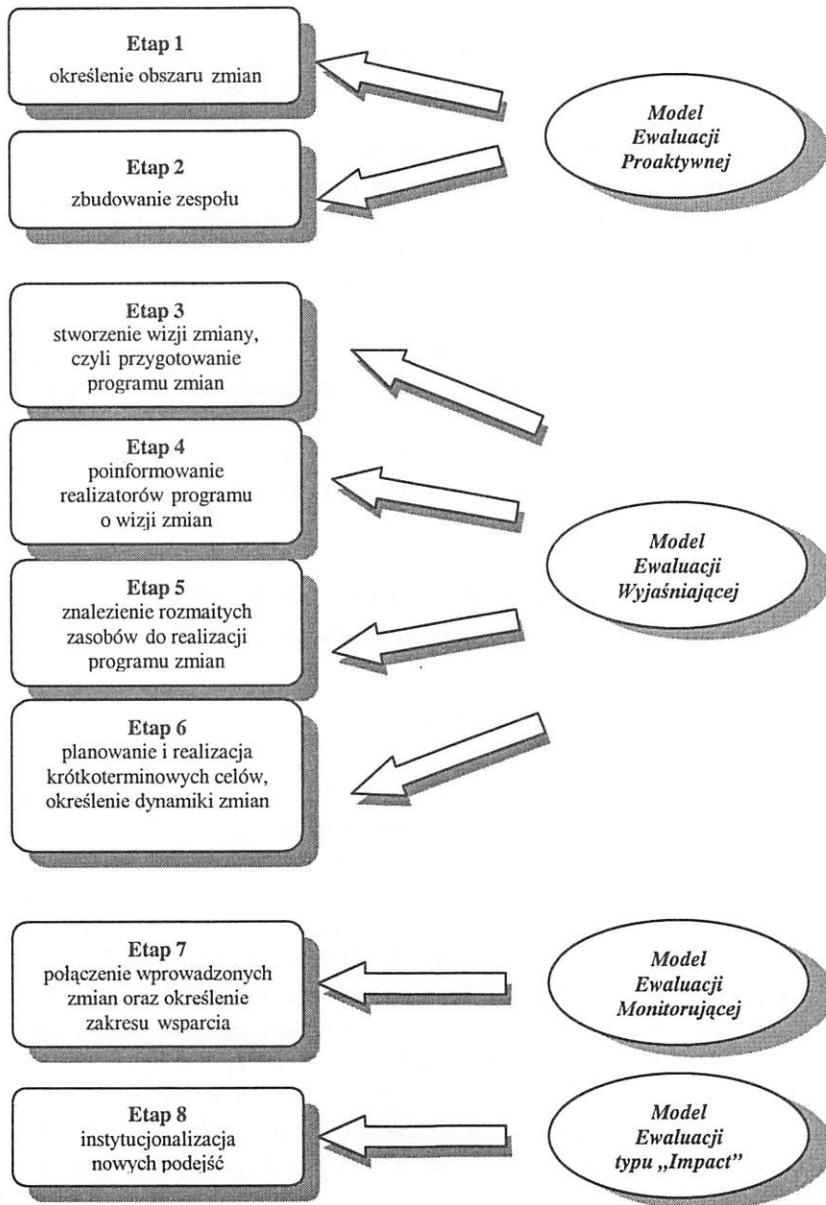 Etap 1
określenie obszaru zmian
Model
Ewaluacji
Proaktywnej
Etap 2
zbudowanie zespołu
Etap 3
stworzenie wizji zmiany,
czyli przygotowanie
programu zmian
Etap 4
poinformowanie
realizatorów programu
o wizji zmian
Model
Ewaluacji
Wyjaśniającej
Etap 5
znalezienie rozmaitych
zasobów do realizacji
programu zmian
Etap 6
planowanie i realizacja
krótkoterminowych celów,
określenie dynamiki zmian
Etap 7
połączenie wprowadzonych
zmian oraz określenie
zakresu wsparcia
Model
Ewaluacji
Monitorującej
Etap 8
instytucjonalizacja
nowych podejść
Model
Ewaluacji
typu „Impact”